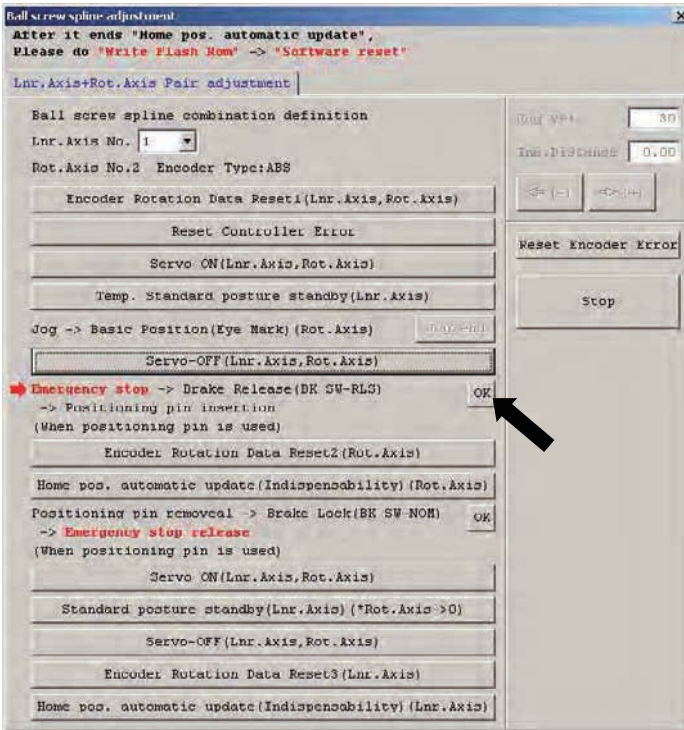 Ball screw spline adjustment
After it ends "Home pos. automatic update",
Please do "Write Flash Rom" -> "Software reset"
Lnr.Axis+Rot.Axis Pair adjustment
Ball screw spline combination definition
Lnr.Axis No. 1
Rot.Axis No.2 Encoder Type:ABS
Encoder Rotation Data Reset1(Lnr.Axis,Rot.Axis)
Reset Controller Error
Servo ON(Lnr.Axis,Rot.Axis)
Temp. Standard posture standby(Lnr.Axis)
Jog -> Basic Position(Eye Mark)(Rot.Axis)
Servo-OFF(Lnr.Axis,Rot.Axis)
Emergency stop -> Brake Release(BK SW-RLS)
-> Positioning pin insertion
(When positioning pin is used)
OK
Encoder Rotation Data Reset2(Rot.Axis)
Home pos. automatic update(Indispensability)(Rot.Axis)
Positioning pin removeal -> Brake Lock(BK SW-NOM)
-> Emergency stop release
(When positioning pin is used)
OK
Servo ON(Lnr.Axis,Rot.Axis)
Standard posture standby(Lnr.Axis)(*Rot.Axis >0)
Servo-OFF(Lnr.Axis,Rot.Axis)
Encoder Rotation Data Reset3(Lnr.Axis)
Home pos. automatic update(Indispensability)(Lnr.Axis)
30
0.00
Reset Encoder Error
Stop